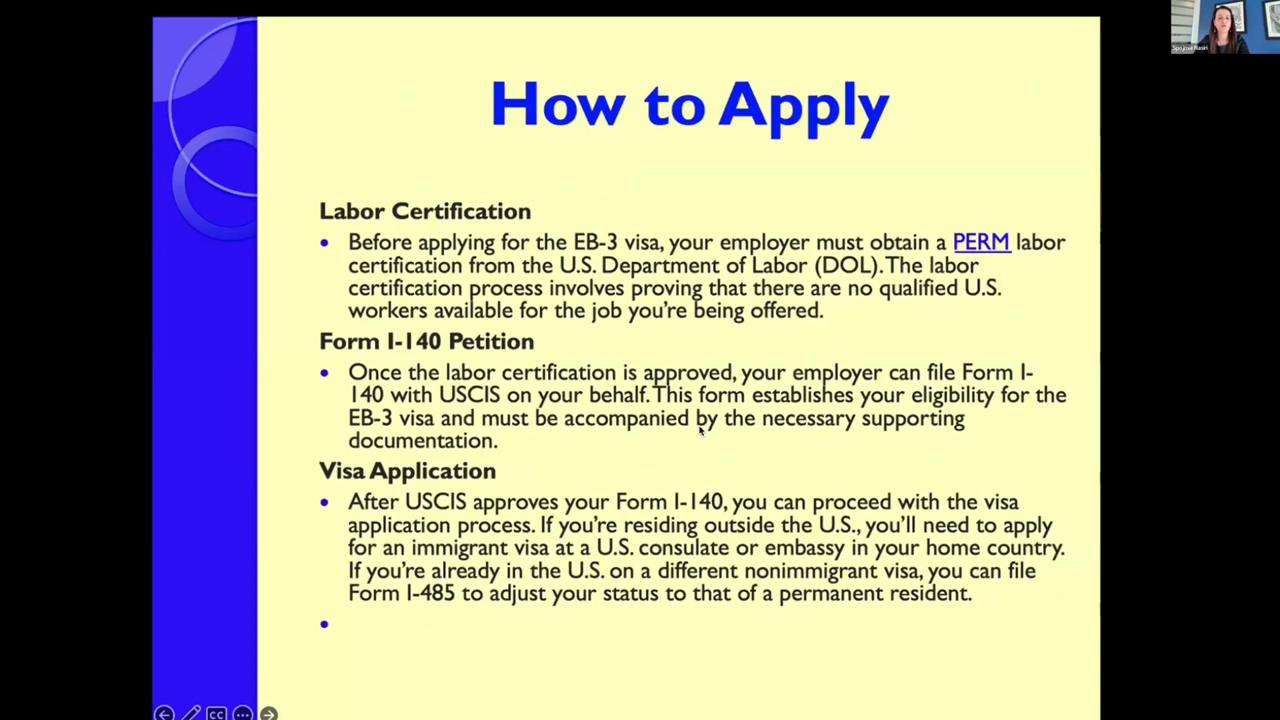 How to Apply
Labor Certification
• Before applying for the EB-3 visa, your employer must obtain a PERM labor
certification from the U.S. Department of Labor (DOL). The labor
certification process involves proving that there are no qualified U.S.
workers available for the job you're being offered.
Form I-140 Petition
• Once the labor certification is approved, your employer can file Form I-
140 with USCIS on your behalf. This form establishes your eligibility for the
EB-3 visa and must be accompanied by the necessary supporting
documentation.
Visa Application
• After USCIS approves your Form I-140, you can proceed with the visa
application process. If you're residing outside the U.S., you'll need to apply
for an immigrant visa at a U.S. consulate or embassy in your home country.
If you're already in the U.S. on a different nonimmigrant visa, you can file
Form I-485 to adjust your status to that of a permanent resident.
•
CC